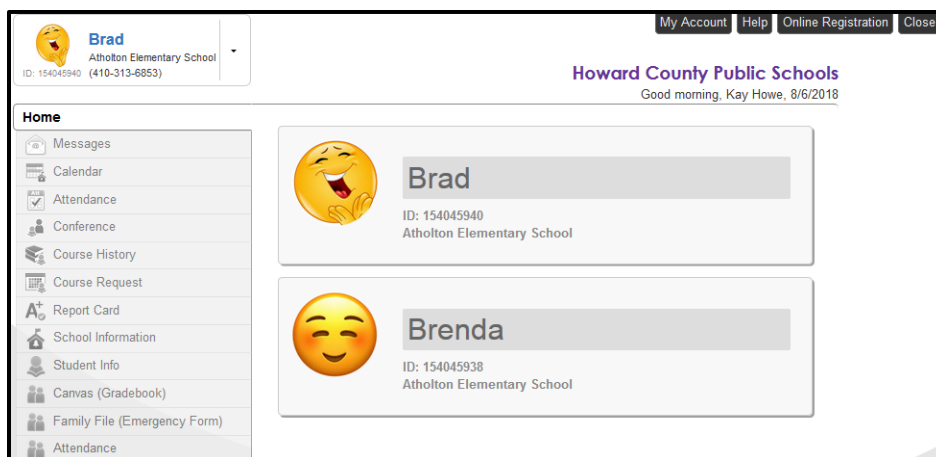 My Account Help Online Registration Close
Brad
Atholton Elementary School
ID: 154045940 (410-313-6853)
Howard County Public Schools
Good morning, Kay Howe, 8/6/2018
Home
Messages
Calendar
Attendance
Conference
Course History
Course Request
Report Card
School Information
Student Info
Canvas (Gradebook)
Family File (Emergency Form)
Attendance
Brad
ID: 154045940
Atholton Elementary School
Brenda
ID: 154045938
Atholton Elementary School